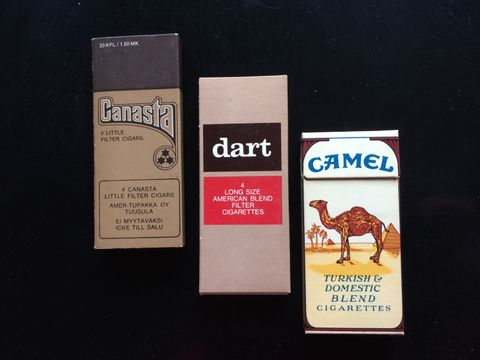 20 KPL / 1,50 MK
Canasta
4 LITTLE
FILTER CIGARS
4 CANASTA
LITTLE FILTER CIGARS
AMER-TUPAKKA OY
TUUSULA
EI MYYTÄVÄKSI
ICKE TILL SALU
dart
4
LONG SIZE
AMERICAN BLEND
FILTER
CIGARETTES
CAMEL
TURKISH &
DOMESTIC
BLEND
CIGARETTES